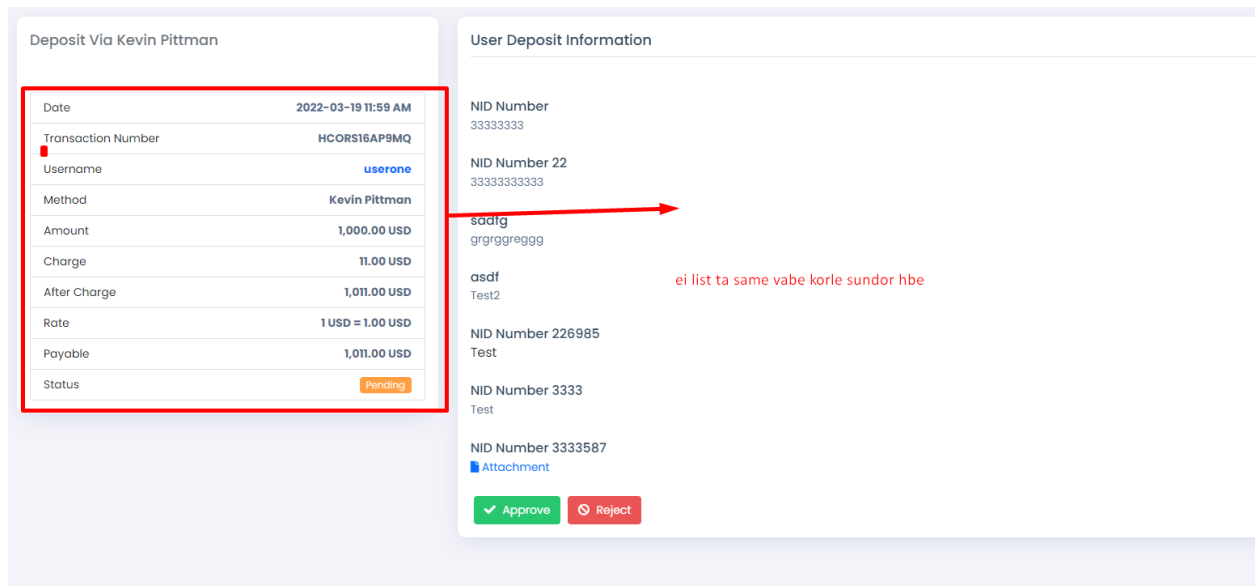 Deposit Via Kevin Pittman
Date 2022-03-19 11:59 AM
Transaction Number HCORS16AP9MQ
Username userone
Method Kevin Pittman
Amount 1,000.00 USD
Charge 11.00 USD
After Charge 1,011.00 USD
Rate 1 USD = 1.00 USD
Payable 1,011.00 USD
Status Pending
User Deposit Information
NID Number
33333333
NID Number 22
33333333333
sadfg
grgrggreggg
asdf
Test2
ei list ta same vabe korle sundor hbe
NID Number 226985
Test
NID Number 3333
Test
NID Number 3333587
Attachment
Approve Reject